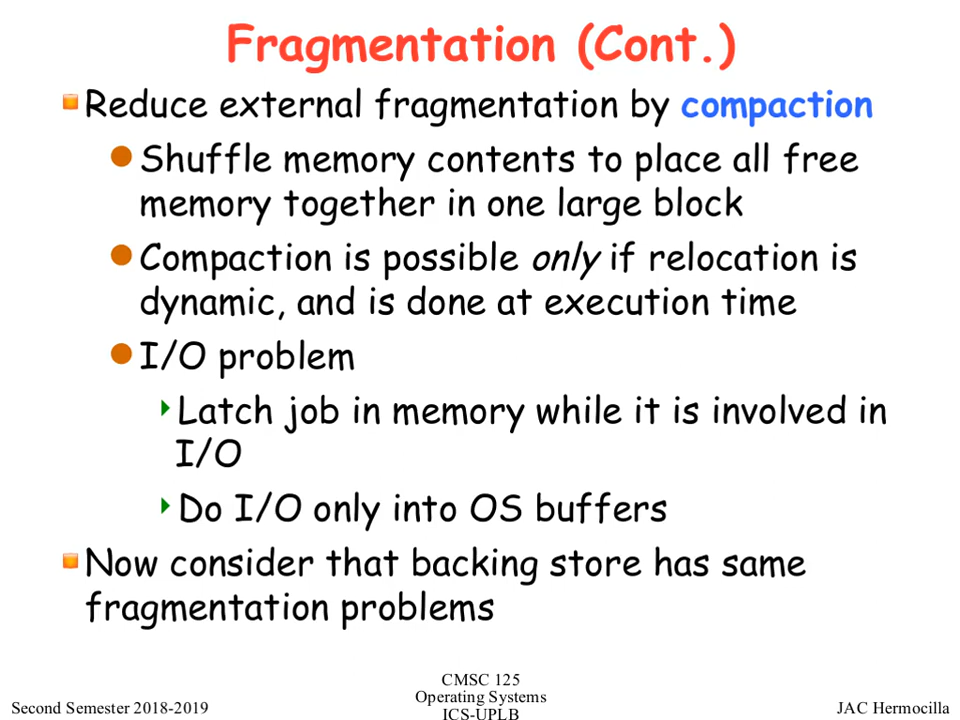 Fragmentation (Cont.)
Reduce external fragmentation by compaction
Shuffle memory contents to place all free
memory together in one large block
Compaction is possible only if relocation is
dynamic, and is done at execution time
I/O problem
Latch job in memory while it is involved in
I/O
Do I/O only into OS buffers
Now consider that backing store has same
fragmentation problems
Second Semester 2018-2019
CMSC 125
Operating Systems
ICS-UPLB
JAC Hermocilla